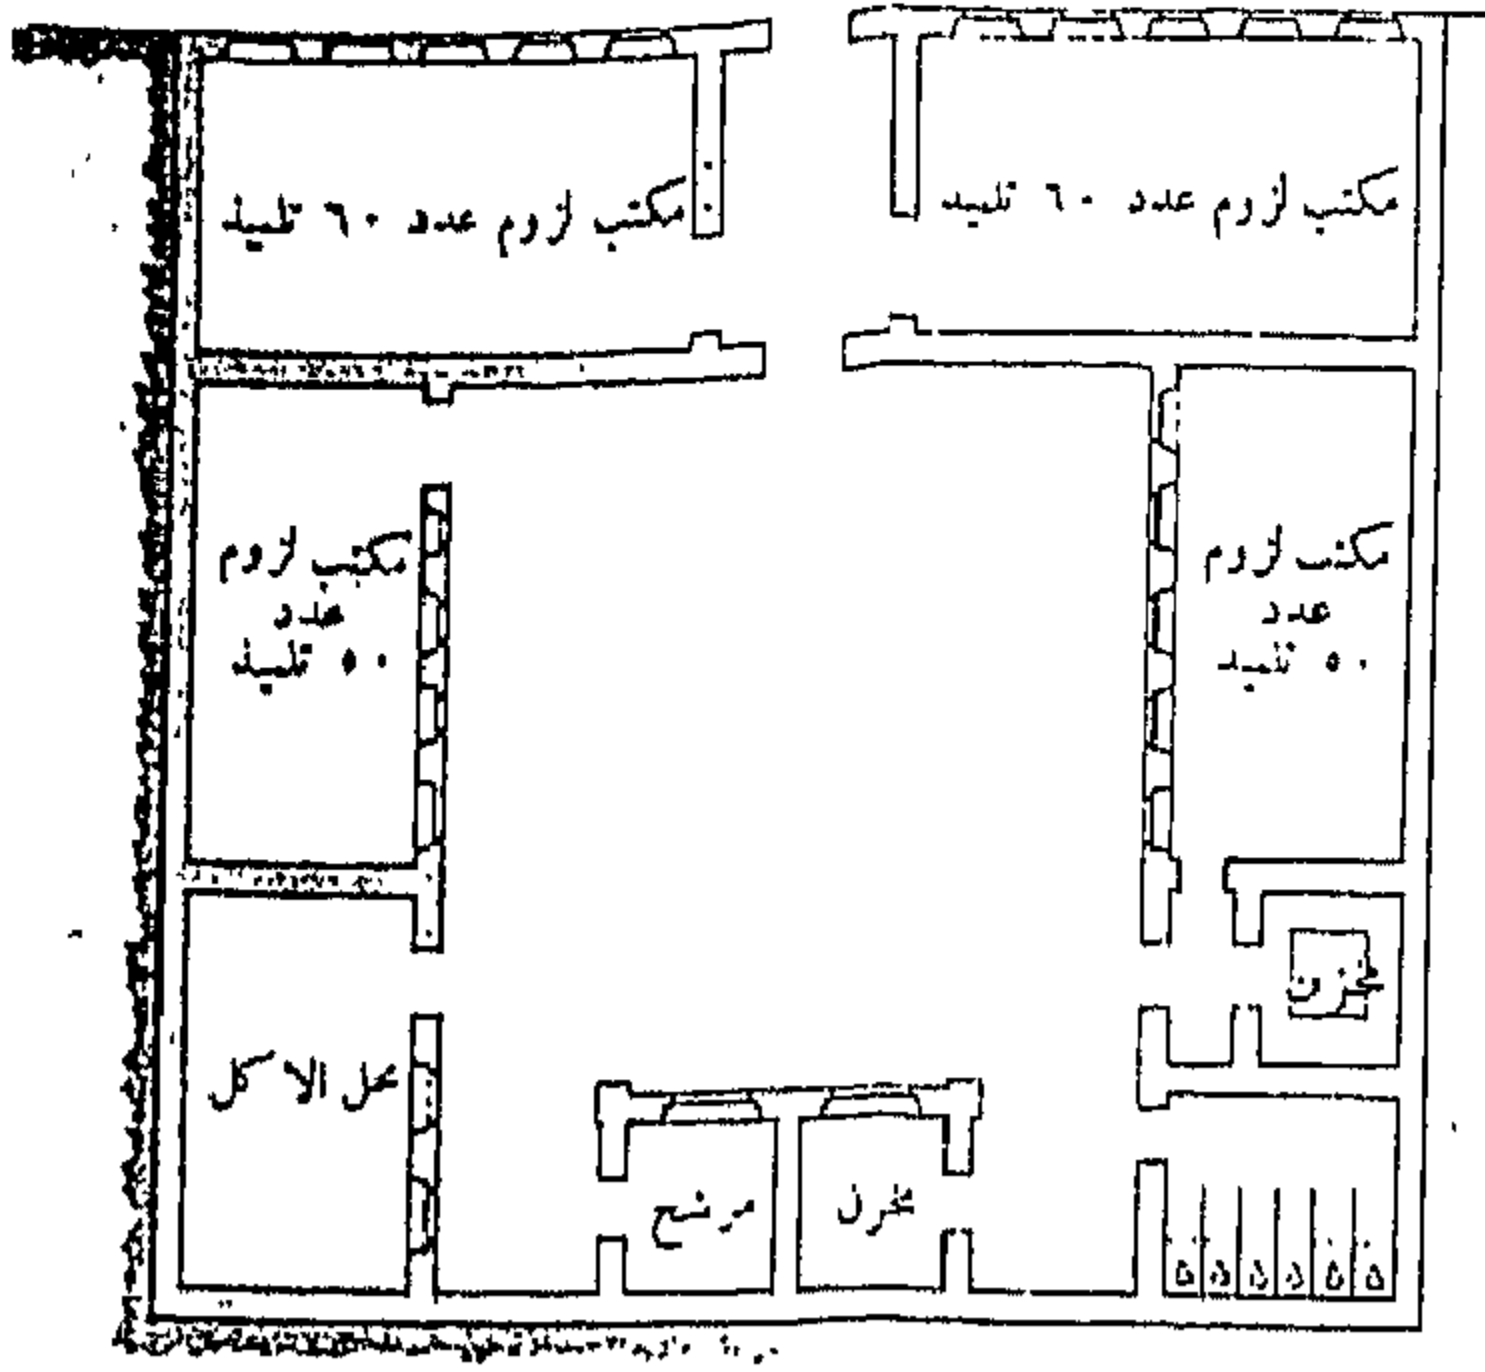 مكتب لزوم عدد ٦٠ تلميذ
مكتب لزوم عدد ٦٠ تلميذ
مكتب لزوم
عدد
٥٠ تلميذ
مكتب لزوم
عدد
٥٠ تلميذ
مخزن
محل الاكل
مخزن
مرشح